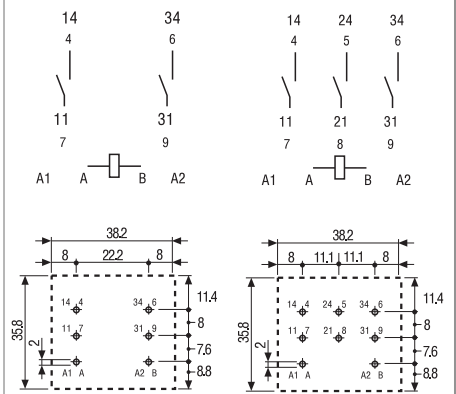 14 34
4 6
11 31
7 9
A1 A B A2
14 24 34
4 5 6
11 21 31
7 8 9
A1 A B A2
38.2
8 22.2 8
35.8
2
14 4 34 6
11 7 31 9
A1 A A2 B
11.4
8
7.6
8.8
38.2
8 11.1 11.1 8
35.8
2
14 4 24 5 34 6
11 7 21 8 31 9
A1 A A2 B
11.4
8
7.6
8.8